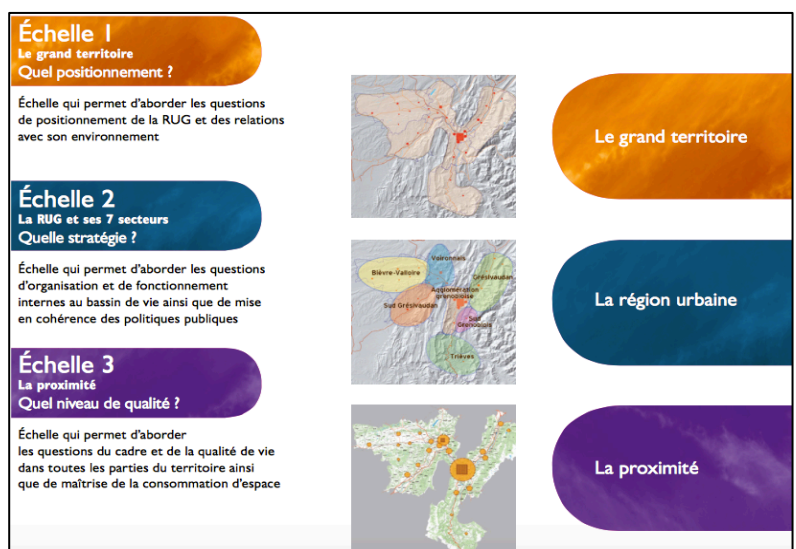 Échelle 1
Le grand territoire
Quel positionnement ?
Échelle qui permet d'aborder les questions
de positionnement de la RUG et des relations
avec son environnement
Le grand territoire
Échelle 2
La RUG et ses 7 secteurs
Quelle stratégie ?
Échelle qui permet d'aborder les questions
d'organisation et de fonctionnement
internes au bassin de vie ainsi que de mise
en cohérence des politiques publiques
Voironnais
Bièvre-Valloire
Grésivaudan
Agglomération
grenobloise
Sud Grésivaudan
Sud
Grenoblois
Trièves
La région urbaine
Échelle 3
La proximité
Quel niveau de qualité ?
Échelle qui permet d'aborder
les questions du cadre et de la qualité de vie
dans toutes les parties du territoire ainsi
que de maîtrise de la consommation d'espace
La proximité